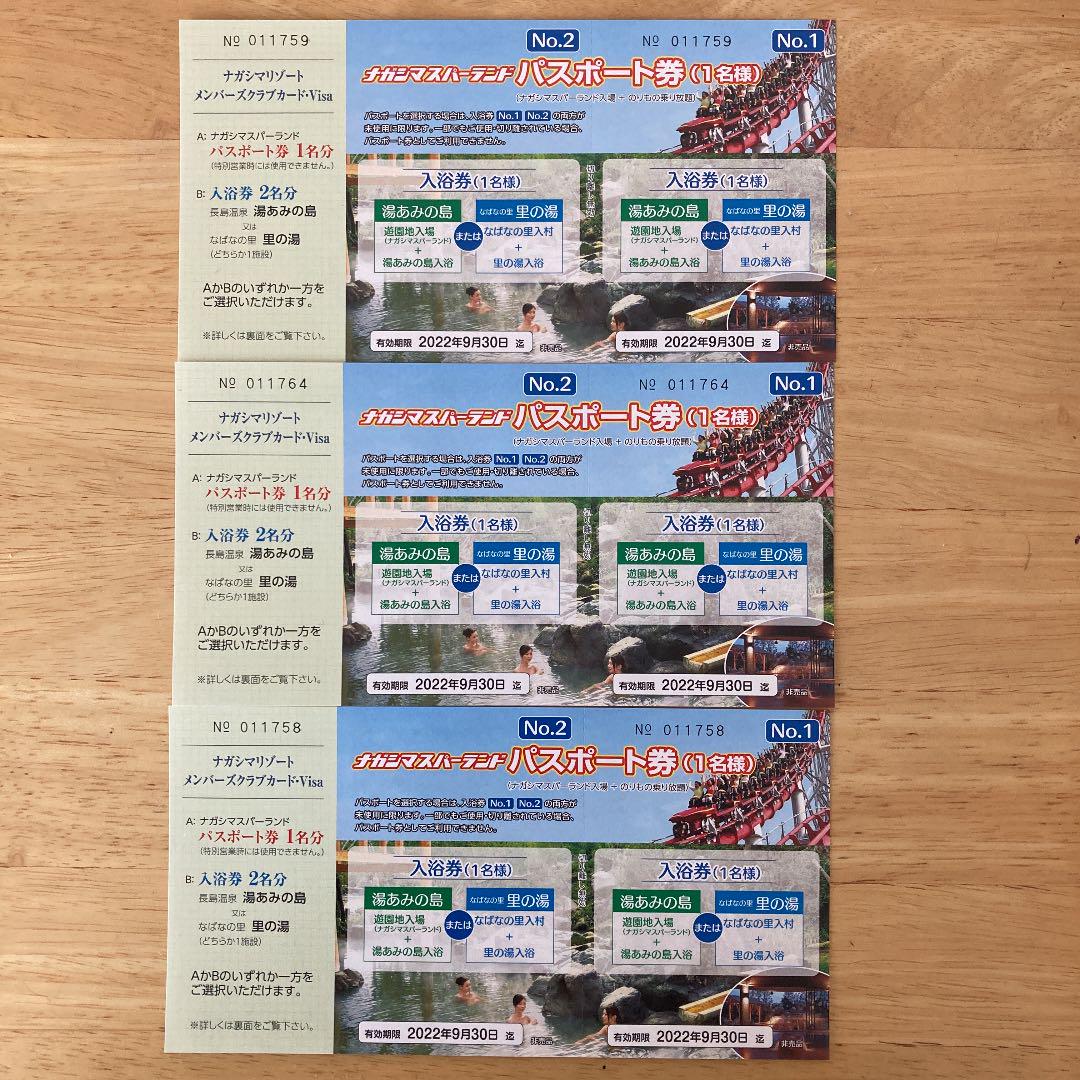 № 011759
ナガシマリゾート
メンバーズクラブカード・Visa
A: ナガシマスパーランド
パスポート券 1名分
(特別営業時には使用できません。)
B: 入浴券 2名分
長島温泉 湯あみの島
又は
なばなの里 里の湯
(どちらか1施設)
AかBのいずれか一方を
ご選択いただけます。
※詳しくは裏面をご覧下さい。
No.2
№ 011759
No.1
ナガシマスパーランド パスポート券(1名様)
(ナガシマスパーランド入場 + のりもの乗り放題)
パスポートを選択する場合は、入浴券 No.1 No.2 の両方が
未使用に限ります。一部でもご使用・切り離されている場合、
パスポート券としてご利用できません。
入浴券(1名様)
湯あみの島
遊園地入場
(ナガシマスパーランド)
+
湯あみの島入浴
または
なばなの里 里の湯
なばなの里入村
+
里の湯入浴
有効期限 2022年9月30日 迄
非売品
切り離し無効
入浴券(1名様)
湯あみの島
遊園地入場
(ナガシマスパーランド)
+
湯あみの島入浴
または
なばなの里 里の湯
なばなの里入村
+
里の湯入浴
有効期限 2022年9月30日 迄
非売品
№ 011764
ナガシマリゾート
メンバーズクラブカード・Visa
A: ナガシマスパーランド
パスポート券 1名分
(特別営業時には使用できません。)
B: 入浴券 2名分
長島温泉 湯あみの島
又は
なばなの里 里の湯
(どちらか1施設)
AかBのいずれか一方を
ご選択いただけます。
※詳しくは裏面をご覧下さい。
No.2
№ 011764
No.1
ナガシマスパーランド パスポート券(1名様)
(ナガシマスパーランド入場 + のりもの乗り放題)
パスポートを選択する場合は、入浴券 No.1 No.2 の両方が
未使用に限ります。一部でもご使用・切り離されている場合、
パスポート券としてご利用できません。
入浴券(1名様)
湯あみの島
遊園地入場
(ナガシマスパーランド)
+
湯あみの島入浴
または
なばなの里 里の湯
なばなの里入村
+
里の湯入浴
有効期限 2022年9月30日 迄
非売品
切り離し無効
入浴券(1名様)
湯あみの島
遊園地入場
(ナガシマスパーランド)
+
湯あみの島入浴
または
なばなの里 里の湯
なばなの里入村
+
里の湯入浴
有効期限 2022年9月30日 迄
非売品
№ 011758
ナガシマリゾート
メンバーズクラブカード・Visa
A: ナガシマスパーランド
パスポート券 1名分
(特別営業時には使用できません。)
B: 入浴券 2名分
長島温泉 湯あみの島
又は
なばなの里 里の湯
(どちらか1施設)
AかBのいずれか一方を
ご選択いただけます。
※詳しくは裏面をご覧下さい。
No.2
№ 011758
No.1
ナガシマスパーランド パスポート券(1名様)
(ナガシマスパーランド入場 + のりもの乗り放題)
パスポートを選択する場合は、入浴券 No.1 No.2 の両方が
未使用に限ります。一部でもご使用・切り離されている場合、
パスポート券としてご利用できません。
入浴券(1名様)
湯あみの島
遊園地入場
(ナガシマスパーランド)
+
湯あみの島入浴
または
なばなの里 里の湯
なばなの里入村
+
里の湯入浴
有効期限 2022年9月30日 迄
非売品
切り離し無効
入浴券(1名様)
湯あみの島
遊園地入場
(ナガシマスパーランド)
+
湯あみの島入浴
または
なばなの里 里の湯
なばなの里入村
+
里の湯入浴
有効期限 2022年9月30日 迄
非売品